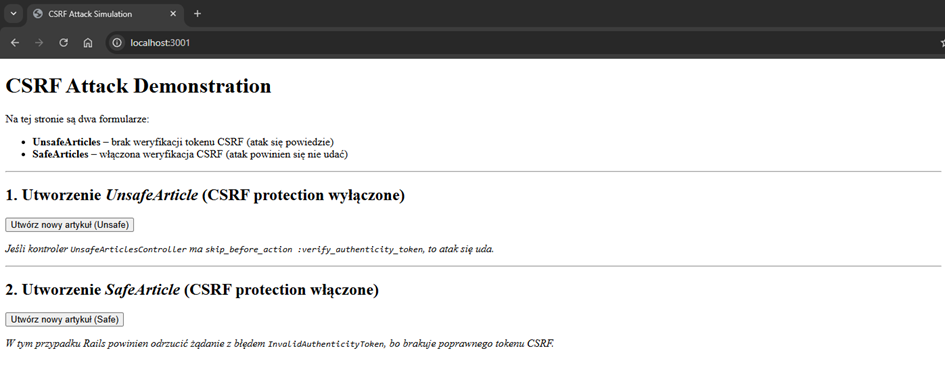 CSRF Attack Simulation
localhost:3001
CSRF Attack Demonstration
Na tej stronie są dwa formularze:
UnsafeArticles – brak weryfikacji tokenu CSRF (atak się powiedzie)
SafeArticles – włączona weryfikacja CSRF (atak powinien się nie udać)
1. Utworzenie UnsafeArticle (CSRF protection wyłączone)
Utwórz nowy artykuł (Unsafe)
Jeśli kontroler UnsafeArticlesController ma skip_before_action :verify_authenticity_token, to atak się uda.
2. Utworzenie SafeArticle (CSRF protection włączone)
Utwórz nowy artykuł (Safe)
W tym przypadku Rails powinien odrzucić żądanie z błędem InvalidAuthenticityToken, bo brakuje poprawnego tokenu CSRF.